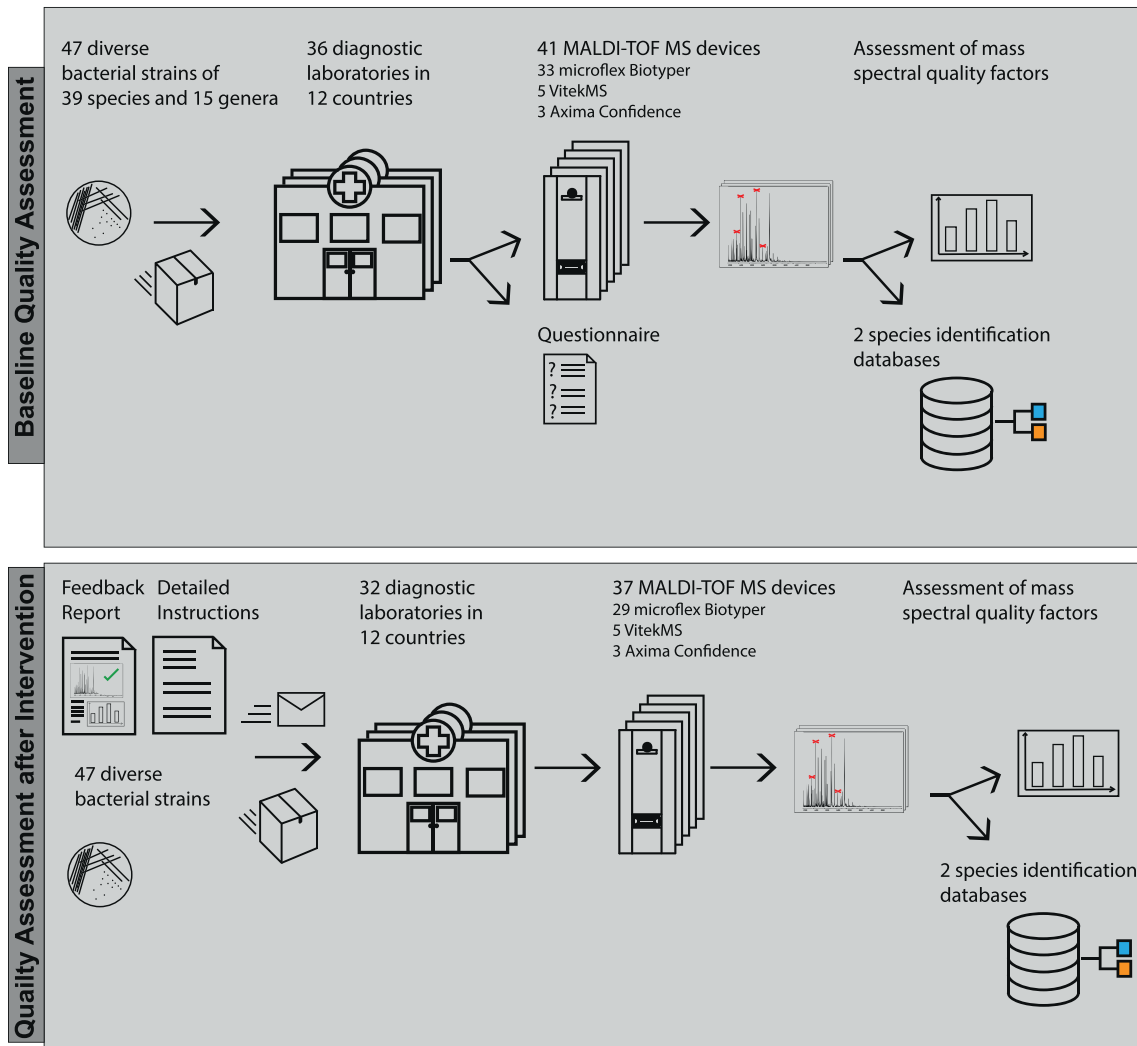 Baseline Quality Assessment
47 diverse
bacterial strains of
39 species and 15 genera
36 diagnostic
laboratories in
12 countries
41 MALDI-TOF MS devices
33 microflex Biotyper
5 VitekMS
3 Axima Confidence
Assessment of mass
spectral quality factors
Questionnaire
?
?
?
2 species identification
databases
Quailty Assessment after Intervention
Feedback
Report
Detailed
Instructions
47 diverse
bacterial strains
32 diagnostic
laboratories in
12 countries
37 MALDI-TOF MS devices
29 microflex Biotyper
5 VitekMS
3 Axima Confidence
Assessment of mass
spectral quality factors
2 species identification
databases